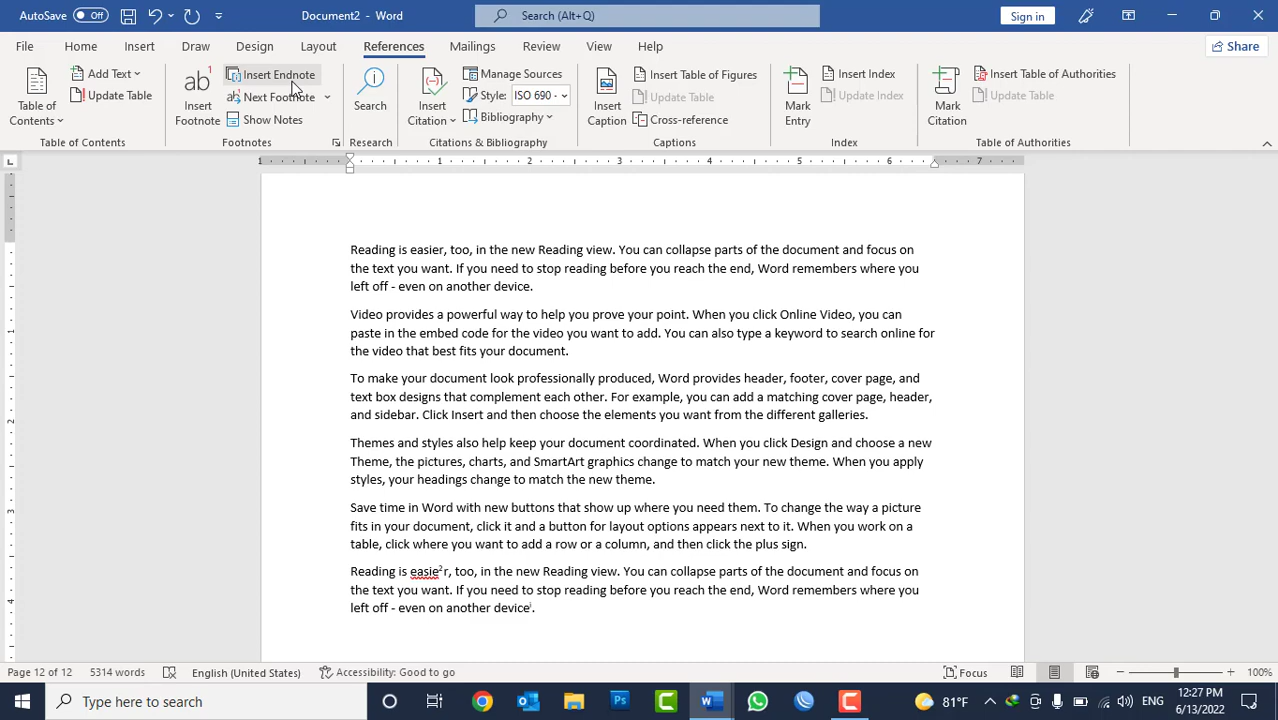 AutoSave Off
Document2 - Word
Search (Alt+Q)
Sign in
File Home Insert Draw Design Layout References Mailings Review View Help Share
Table of Contents
Add Text
Update Table
Table of Contents
ab1 Insert Footnote
Insert Endnote
Next Footnote
Show Notes
Footnotes
Search
Research
Insert Citation
Manage Sources
Style: ISO 690 -
Bibliography
Citations & Bibliography
Insert Caption
Insert Table of Figures
Update Table
Cross-reference
Captions
Mark Entry
Insert Index
Update Index
Index
Mark Citation
Insert Table of Authorities
Update Table
Table of Authorities
1 1 2 3 4 5 6 7
Reading is easier, too, in the new Reading view. You can collapse parts of the document and focus on
the text you want. If you need to stop reading before you reach the end, Word remembers where you
left off - even on another device.
Video provides a powerful way to help you prove your point. When you click Online Video, you can
paste in the embed code for the video you want to add. You can also type a keyword to search online for
the video that best fits your document.
To make your document look professionally produced, Word provides header, footer, cover page, and
text box designs that complement each other. For example, you can add a matching cover page, header,
and sidebar. Click Insert and then choose the elements you want from the different galleries.
Themes and styles also help keep your document coordinated. When you click Design and choose a new
Theme, the pictures, charts, and SmartArt graphics change to match your new theme. When you apply
styles, your headings change to match the new theme.
Save time in Word with new buttons that show up where you need them. To change the way a picture
fits in your document, click it and a button for layout options appears next to it. When you work on a
table, click where you want to add a row or a column, and then click the plus sign.
Reading is easie²r, too, in the new Reading view. You can collapse parts of the document and focus on
the text you want. If you need to stop reading before you reach the end, Word remembers where you
left off - even on another deviceⁱ.
1
2
3
4
Page 12 of 12 5314 words English (United States) Accessibility: Good to go Focus 100%
Type here to search
Ps
81°F
ENG
12:27 PM
6/13/2022